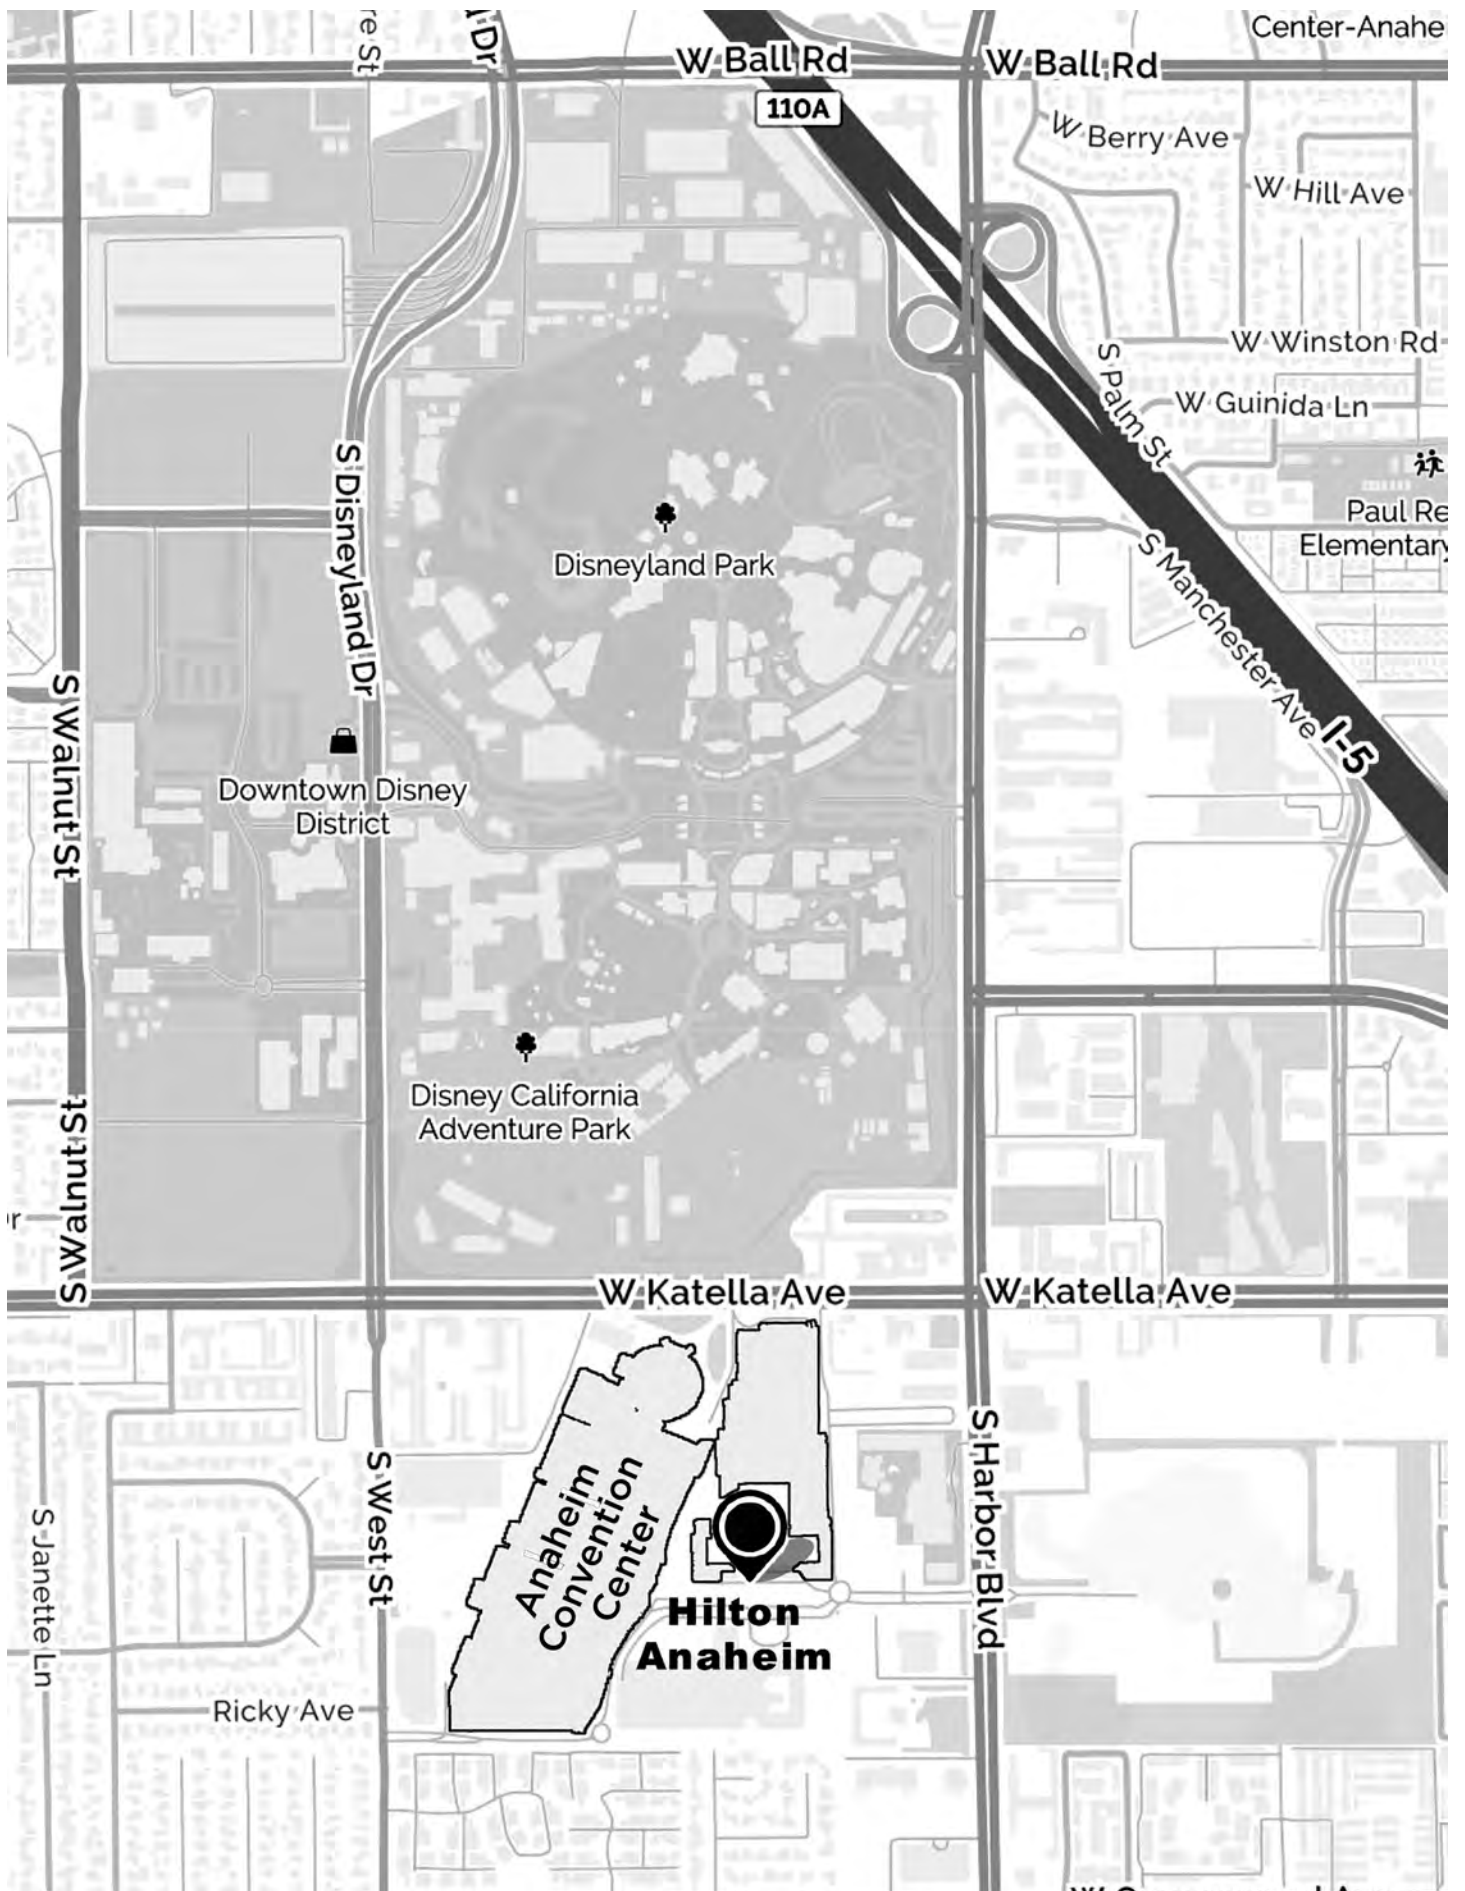 Center-Anahe
W Ball Rd
W Ball Rd
110A
W Berry Ave
W Hill Ave
W Winston Rd
S Palm St
W Guinida Ln
S Disneyland Dr
Paul Re
Elementary
Disneyland Park
S Manchester Ave
I-5
S Walnut St
Downtown Disney
District
Disney California
Adventure Park
S Walnut St
W Katella Ave
W Katella Ave
S Harbor Blvd
S West St
S Janette Ln
Anaheim
Convention
Center
Hilton
Anaheim
Ricky Ave